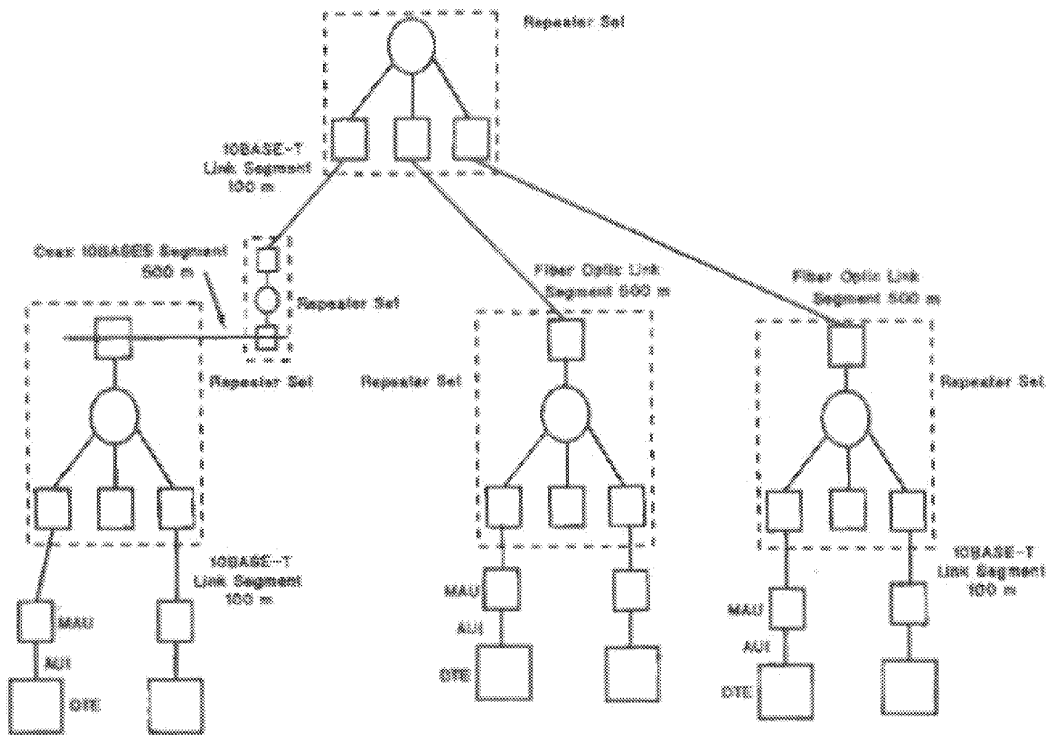 Repeater Set
10BASE-T
Link Segment
100 m
Coax 10BASE5 Segment
500 m
Repeater Set
Fiber Optic Link
Segment 500 m
Fiber Optic Link
Segment 500 m
Repeater Set
Repeater Set
Repeater Set
10BASE-T
Link Segment
100 m
10BASE-T
Link Segment
100 m
MAU
AUI
DTE
MAU
AUI
DTE
MAU
AUI
DTE